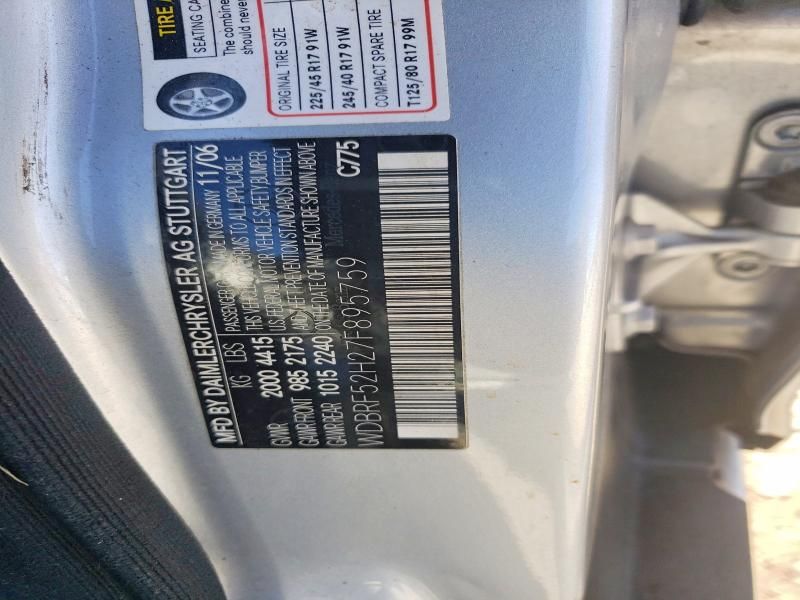 TIRE
SEATING CA
The combine
should never
ORIGINAL TIRE SIZE
225/45 R17 91W
245/40 R17 91W
COMPACT SPARE TIRE
T125/80 R17 99M
MFD BY DAIMLERCHRYSLER AG STUTTGART
MADE IN GERMANY 11/06
KG LBS PASSENGER
GVWR 2000 4415
GAWR FRONT 985 2175
GAWR REAR 1015 2240
THIS VEHICLE CONFORMS TO ALL APPLICABLE
U.S. FEDERAL MOTOR VEHICLE SAFETY BUMPER
AND THEFT PREVENTION STANDARDS IN EFFECT
ON THE DATE OF MANUFACTURE SHOWN ABOVE
C775
WDBRF52H27F895759